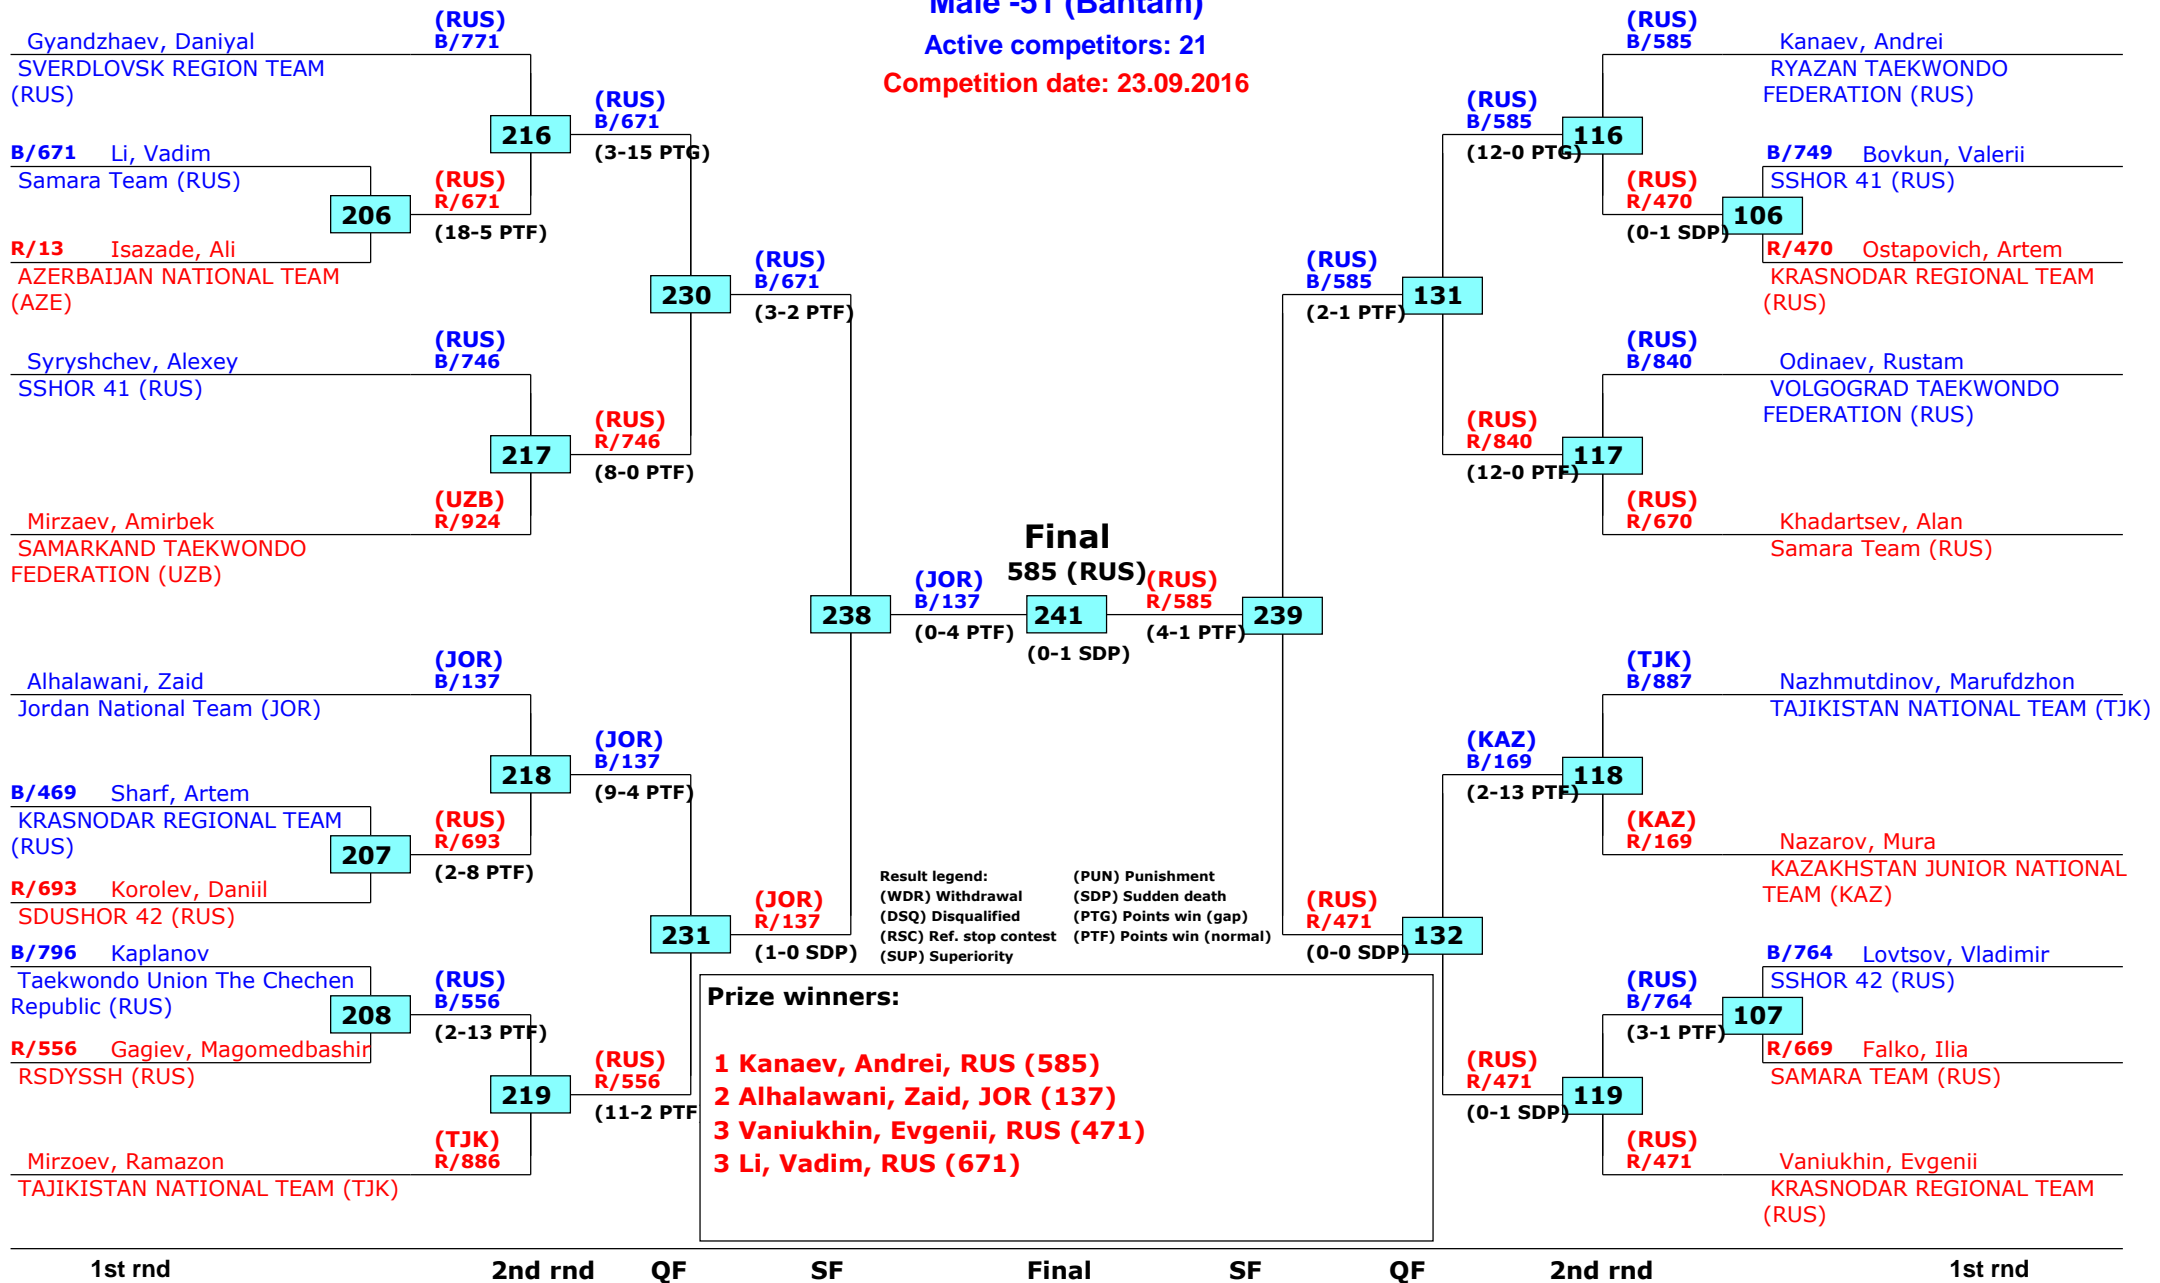 Male -51 (Bantam)
Active competitors: 21
Competition date: 23.09.2016
Gyandzhaev, Daniyal
SVERDLOVSK REGION TEAM
(RUS)
(RUS)
B/771
B/671 Li, Vadim
Samara Team (RUS)
206
R/13 Isazade, Ali
AZERBAIJAN NATIONAL TEAM
(AZE)
(RUS)
R/671
(18-5 PTF)
216
(RUS)
B/671
(3-15 PTG)
Syryshchev, Alexey
SSHOR 41 (RUS)
(RUS)
B/746
217
Mirzaev, Amirbek
SAMARKAND TAEKWONDO
FEDERATION (UZB)
(UZB)
R/924
(RUS)
R/746
(8-0 PTF)
230
(RUS)
B/671
(3-2 PTF)
Alhalawani, Zaid
Jordan National Team (JOR)
(JOR)
B/137
B/469 Sharf, Artem
KRASNODAR REGIONAL TEAM
(RUS)
207
R/693 Korolev, Daniil
SDUSHOR 42 (RUS)
(RUS)
R/693
(2-8 PTF)
218
(JOR)
B/137
(9-4 PTF)
B/796 Kaplanov
Taekwondo Union The Chechen
Republic (RUS)
208
R/556 Gagiev, Magomedbashir
RSDYSSH (RUS)
(RUS)
B/556
(2-13 PTF)
219
Mirzoev, Ramazon
TAJIKISTAN NATIONAL TEAM (TJK)
(TJK)
R/886
(RUS)
R/556
(11-2 PTF
231
(JOR)
R/137
(1-0 SDP)
238
(JOR)
B/137
(0-4 PTF)
Final
585 (RUS)
241
(0-1 SDP)
(RUS)
R/585
(4-1 PTF)
239
(RUS)
B/585
(2-1 PTF)
131
(RUS)
B/585
(12-0 PTG)
116
(RUS)
B/585
Kanaev, Andrei
RYAZAN TAEKWONDO
FEDERATION (RUS)
B/749 Bovkun, Valerii
SSHOR 41 (RUS)
(RUS)
R/470
(0-1 SDP)
106
R/470 Ostapovich, Artem
KRASNODAR REGIONAL TEAM
(RUS)
(RUS)
B/840
Odinaev, Rustam
VOLGOGRAD TAEKWONDO
FEDERATION (RUS)
(RUS)
R/840
(12-0 PTF)
117
(RUS)
R/670
Khadartsev, Alan
Samara Team (RUS)
(TJK)
B/887
Nazhmutdinov, Marufdzhon
TAJIKISTAN NATIONAL TEAM (TJK)
(KAZ)
B/169
(2-13 PTF)
118
(KAZ)
R/169
Nazarov, Mura
KAZAKHSTAN JUNIOR NATIONAL
TEAM (KAZ)
(RUS)
R/471
(0-0 SDP)
132
B/764 Lovtsov, Vladimir
SSHOR 42 (RUS)
(RUS)
B/764
(3-1 PTF)
107
R/669 Falko, Ilia
SAMARA TEAM (RUS)
(RUS)
R/471
(0-1 SDP)
119
(RUS)
R/471
Vaniukhin, Evgenii
KRASNODAR REGIONAL TEAM
(RUS)
Result legend:
(WDR) Withdrawal
(DSQ) Disqualified
(RSC) Ref. stop contest
(SUP) Superiority
(PUN) Punishment
(SDP) Sudden death
(PTG) Points win (gap)
(PTF) Points win (normal)
Prize winners:
1 Kanaev, Andrei, RUS (585)
2 Alhalawani, Zaid, JOR (137)
3 Vaniukhin, Evgenii, RUS (471)
3 Li, Vadim, RUS (671)
1st rnd 2nd rnd QF SF Final SF QF 2nd rnd 1st rnd